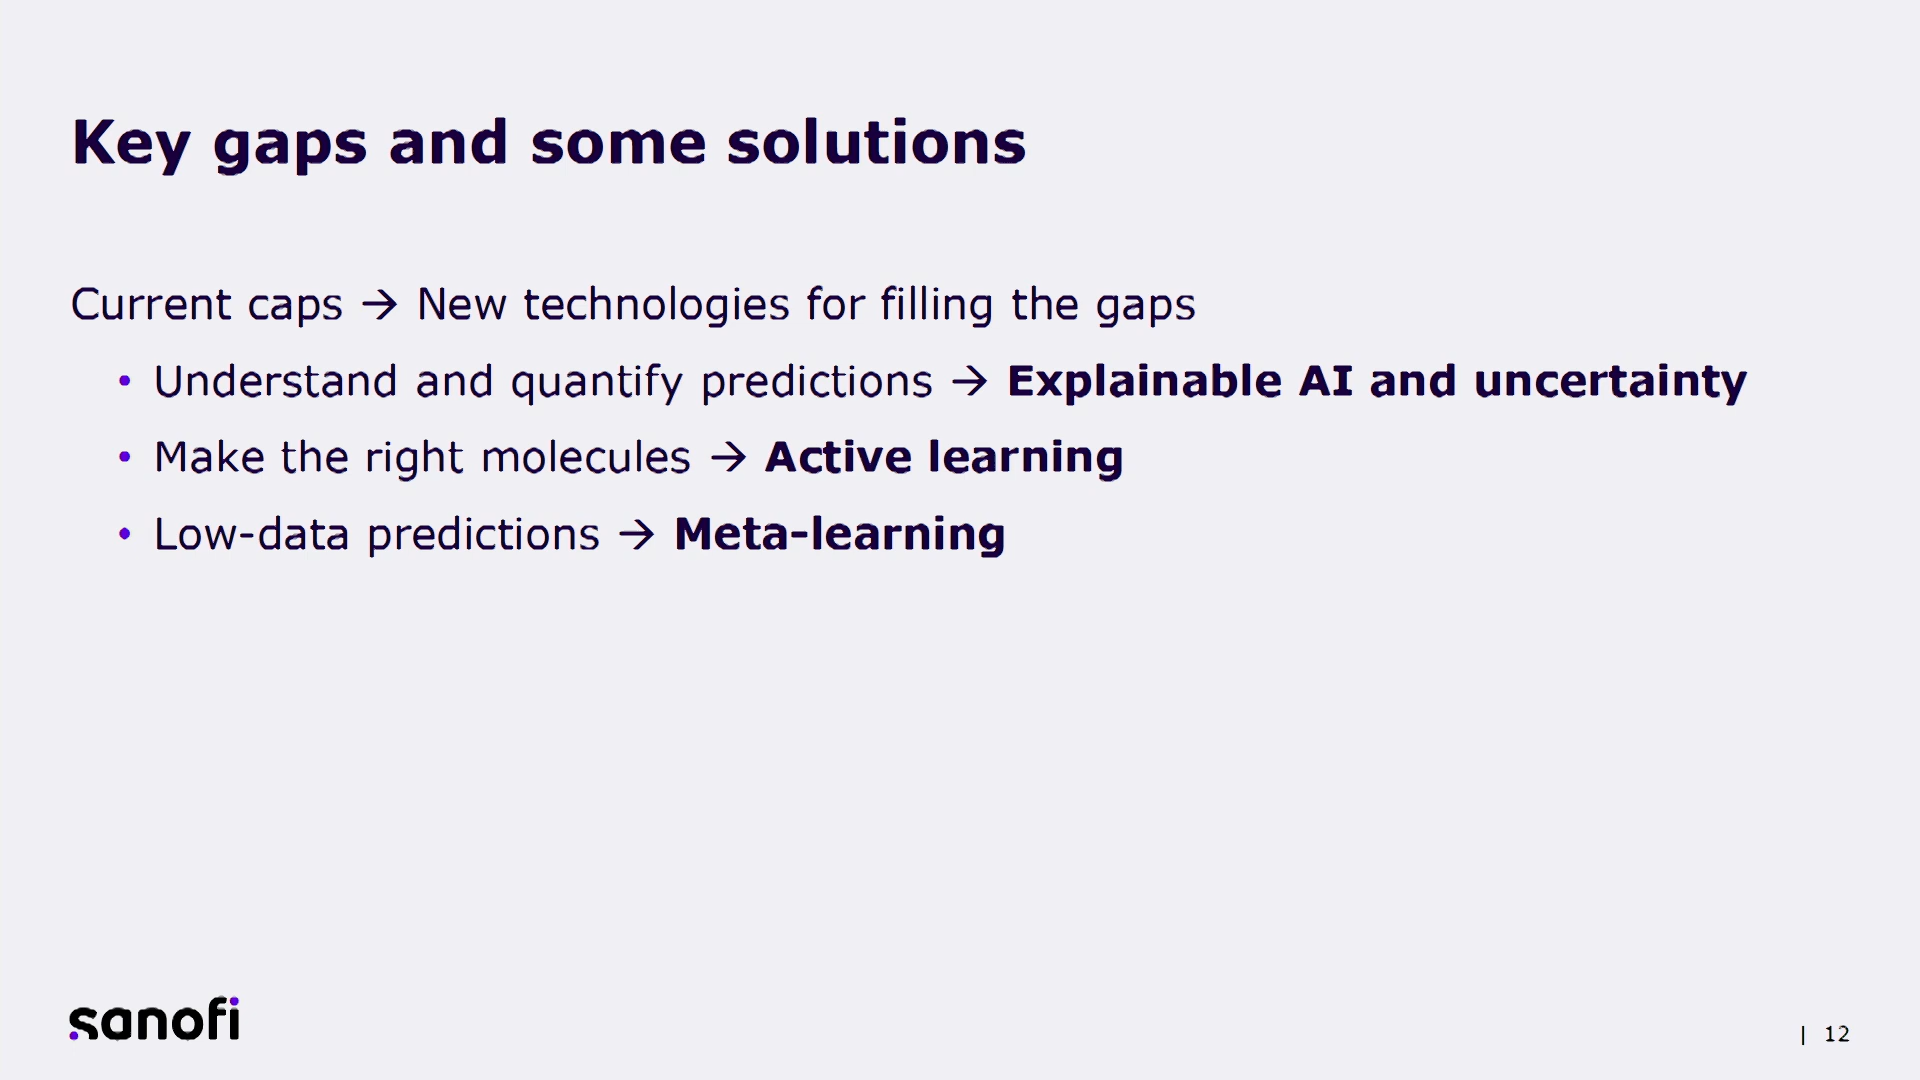 Key gaps and some solutions
Current caps → New technologies for filling the gaps
• Understand and quantify predictions → Explainable AI and uncertainty
• Make the right molecules → Active learning
• Low-data predictions → Meta-learning
sanofi
| 12